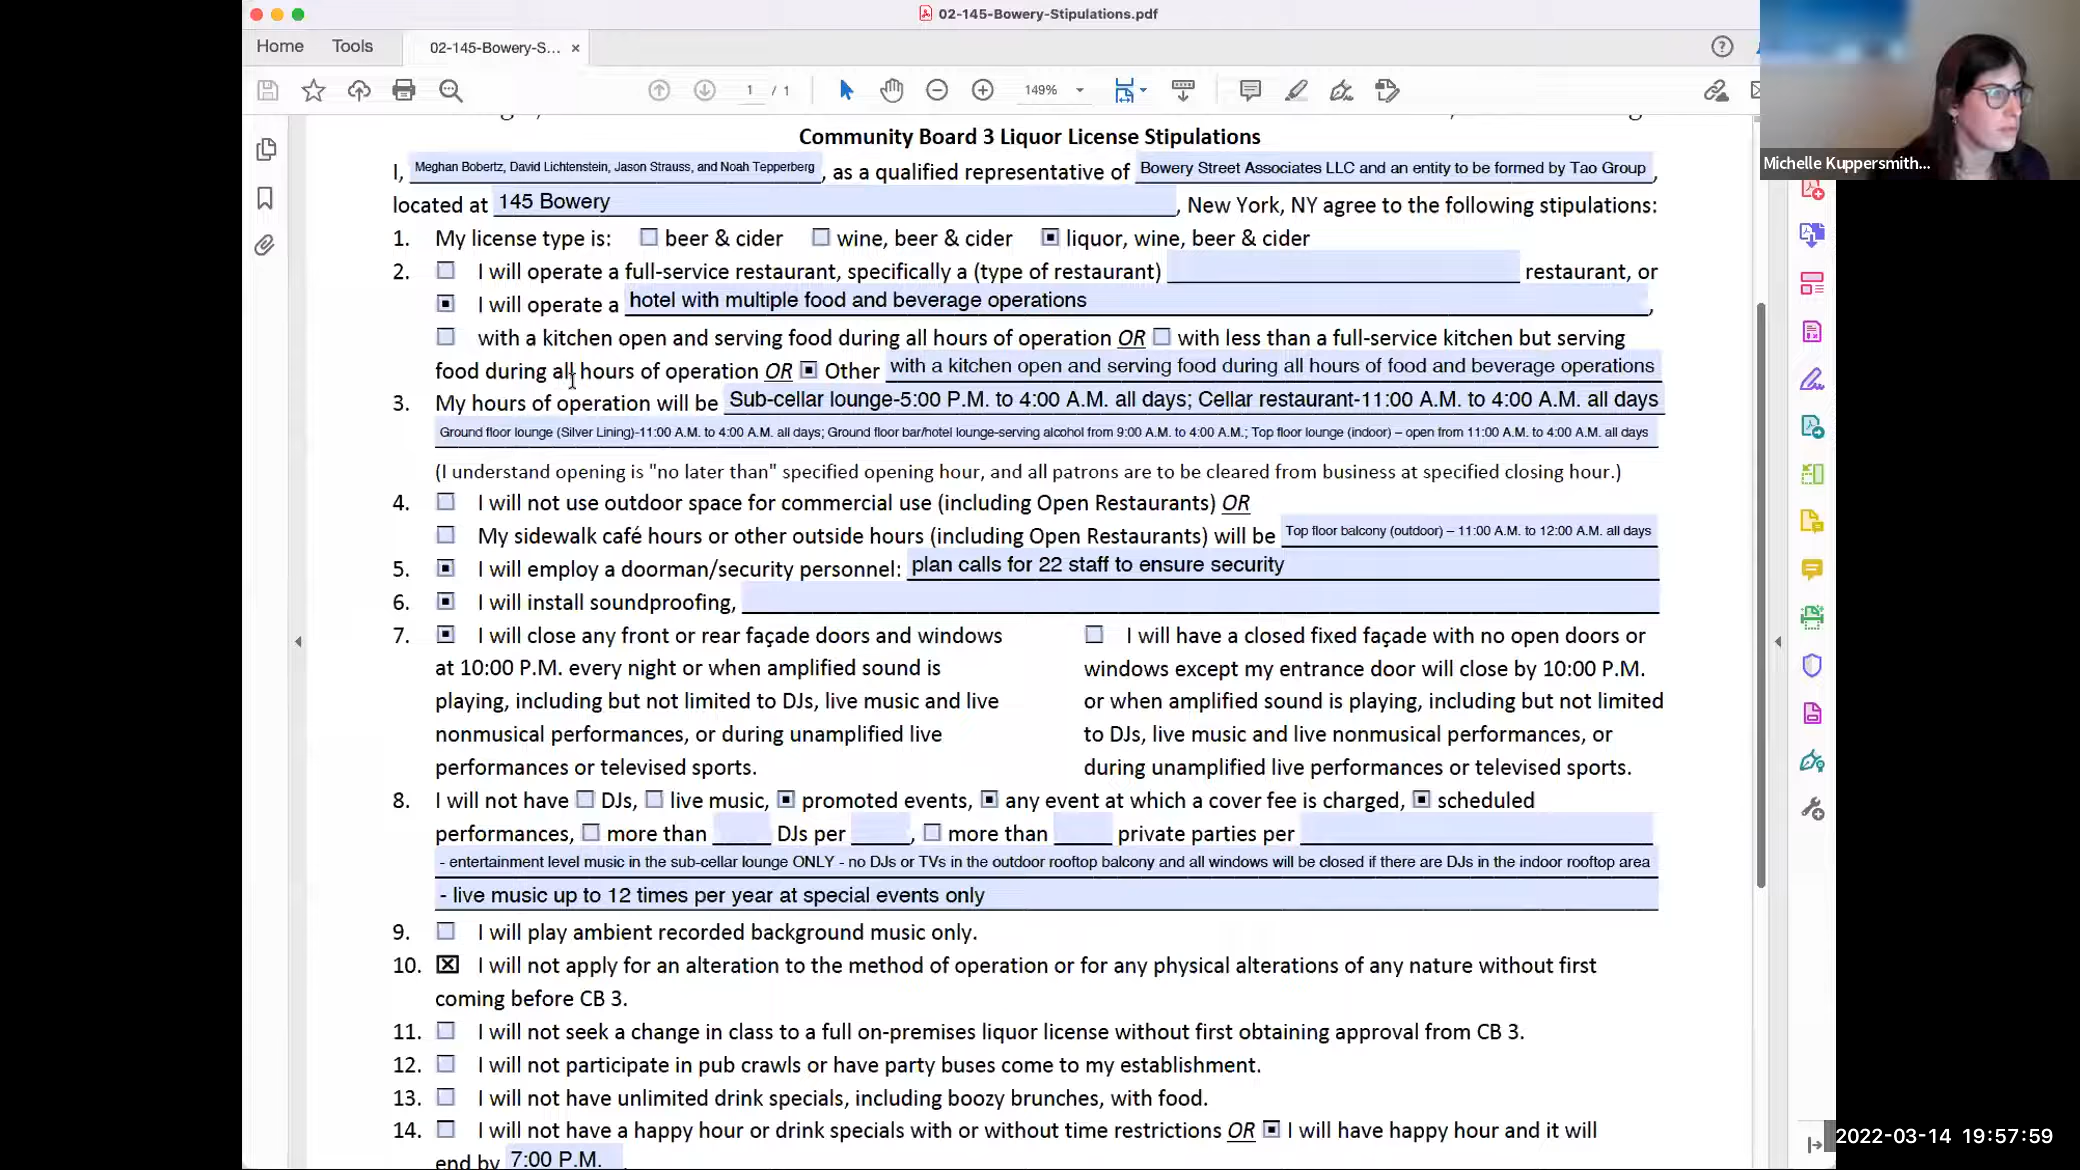 02-145-Bowery-Stipulations.pdf
Home Tools 02-145-Bowery-S... ×
1 / 1 149%
Michelle Kuppersmith...
Community Board 3 Liquor License Stipulations
I, Meghan Bobertz, David Lichtenstein, Jason Strauss, and Noah Tepperberg, as a qualified representative of Bowery Street Associates LLC and an entity to be formed by Tao Group,
located at 145 Bowery, New York, NY agree to the following stipulations:
1. My license type is: beer & cider wine, beer & cider liquor, wine, beer & cider
2. I will operate a full-service restaurant, specifically a (type of restaurant) restaurant, or
I will operate a hotel with multiple food and beverage operations,
with a kitchen open and serving food during all hours of operation OR with less than a full-service kitchen but serving
food during all hours of operation OR Other with a kitchen open and serving food during all hours of food and beverage operations
3. My hours of operation will be Sub-cellar lounge-5:00 P.M. to 4:00 A.M. all days; Cellar restaurant-11:00 A.M. to 4:00 A.M. all days
Ground floor lounge (Silver Lining)-11:00 A.M. to 4:00 A.M. all days; Ground floor bar/hotel lounge-serving alcohol from 9:00 A.M. to 4:00 A.M.; Top floor lounge (indoor) – open from 11:00 A.M. to 4:00 A.M. all days
(I understand opening is "no later than" specified opening hour, and all patrons are to be cleared from business at specified closing hour.)
4. I will not use outdoor space for commercial use (including Open Restaurants) OR
My sidewalk café hours or other outside hours (including Open Restaurants) will be Top floor balcony (outdoor) – 11:00 A.M. to 12:00 A.M. all days
5. I will employ a doorman/security personnel: plan calls for 22 staff to ensure security
6. I will install soundproofing,
7. I will close any front or rear façade doors and windows
at 10:00 P.M. every night or when amplified sound is
playing, including but not limited to DJs, live music and live
nonmusical performances, or during unamplified live
performances or televised sports.
I will have a closed fixed façade with no open doors or
windows except my entrance door will close by 10:00 P.M.
or when amplified sound is playing, including but not limited
to DJs, live music and live nonmusical performances, or
during unamplified live performances or televised sports.
8. I will not have DJs, live music, promoted events, any event at which a cover fee is charged, scheduled
performances, more than DJs per , more than private parties per
- entertainment level music in the sub-cellar lounge ONLY - no DJs or TVs in the outdoor rooftop balcony and all windows will be closed if there are DJs in the indoor rooftop area
- live music up to 12 times per year at special events only
9. I will play ambient recorded background music only.
10. I will not apply for an alteration to the method of operation or for any physical alterations of any nature without first
coming before CB 3.
11. I will not seek a change in class to a full on-premises liquor license without first obtaining approval from CB 3.
12. I will not participate in pub crawls or have party buses come to my establishment.
13. I will not have unlimited drink specials, including boozy brunches, with food.
14. I will not have a happy hour or drink specials with or without time restrictions OR I will have happy hour and it will
end by 7:00 P.M.
2022-03-14 19:57:59